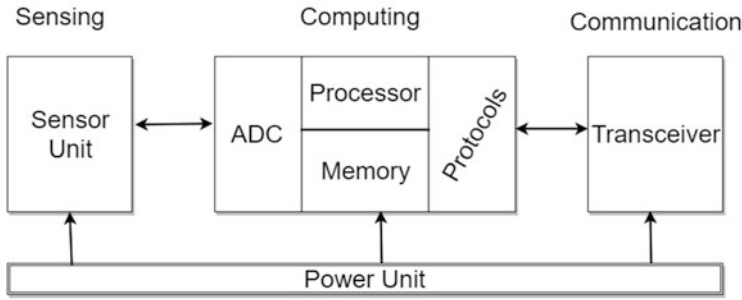 Sensing
Computing
Communication
Sensor
Unit
ADC
Processor
Memory
Protocols
Transceiver
Power Unit